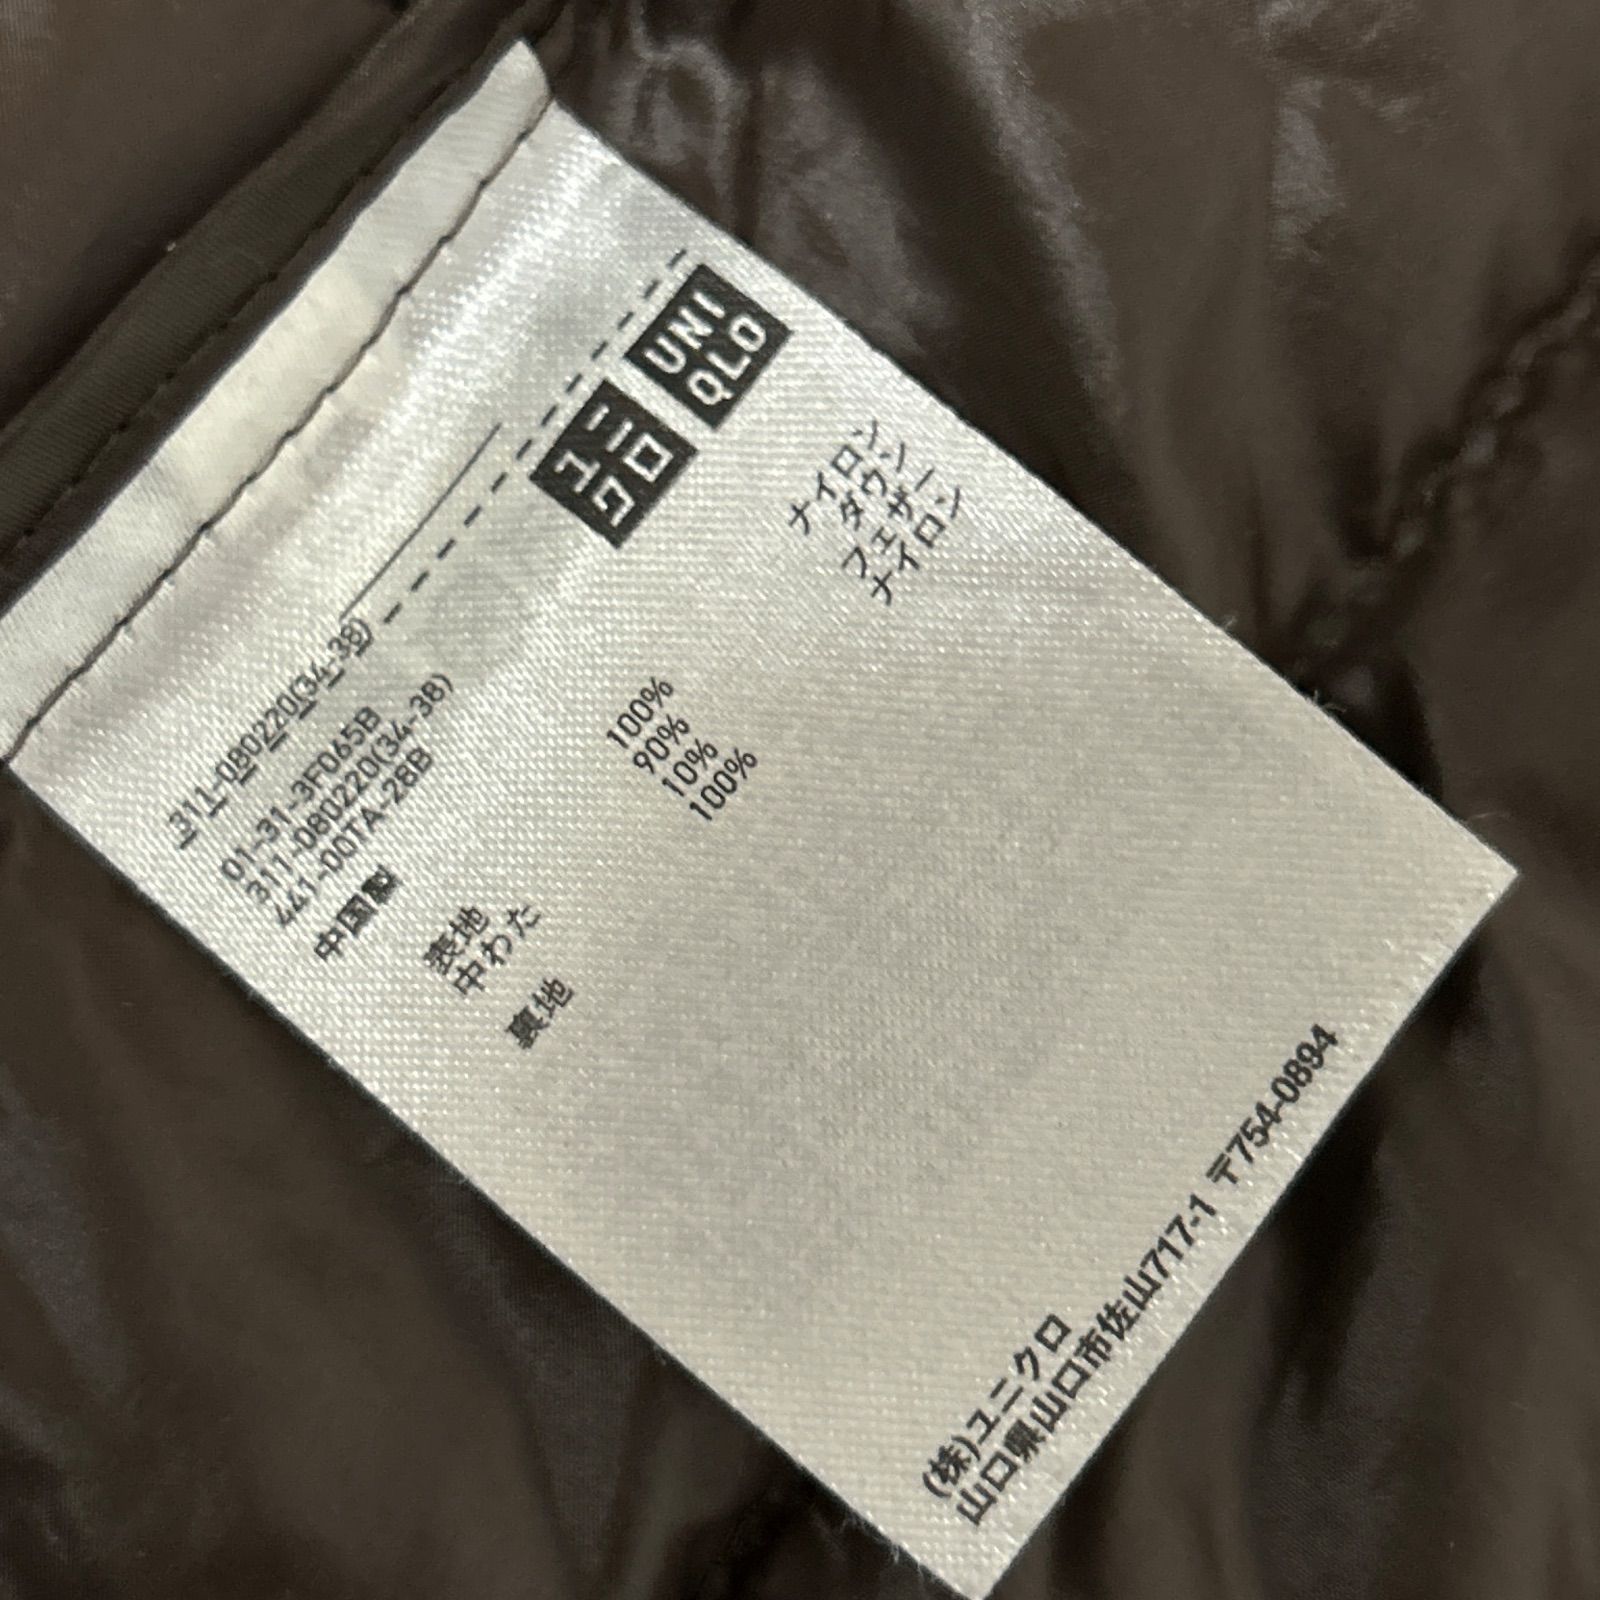 311-080220(34-38)
ユニ
クロ
UNI
QLO
01-31-3F065B
311-080220(34-38)
441-00TA-28B
中国製
表地 100% ナイロン
中わた 90% ダウン
10% フェザー
裏地 100% ナイロン
(株)ユニクロ
山口県山口市佐山717-1 〒754-0894